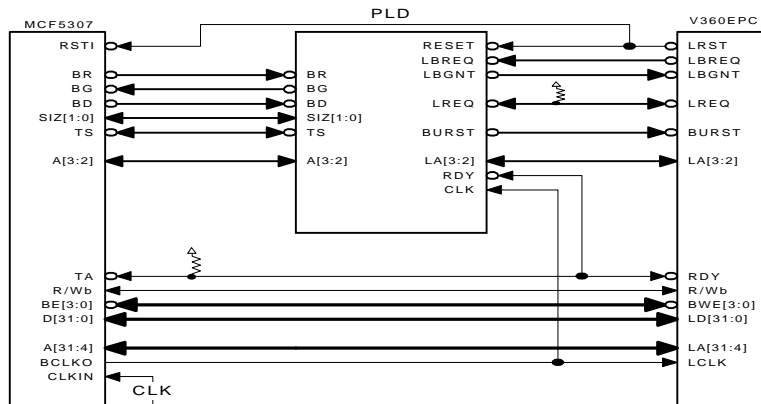 PLD
MCF5307 V360EPC
RSTI RESET LRST
LBREQ LBREQ
BR BR LBGNT LBGNT
BG BG
BD BD LREQ LREQ
SIZ[1:0] SIZ[1:0]
TS TS BURST BURST
A[3:2] A[3:2] LA[3:2] LA[3:2]
RDY
CLK
TA RDY
R/Wb R/Wb
BE[3:0] BWE[3:0]
D[31:0] LD[31:0]
A[31:4] LA[31:4]
BCLKO LCLK
CLKIN
CLK